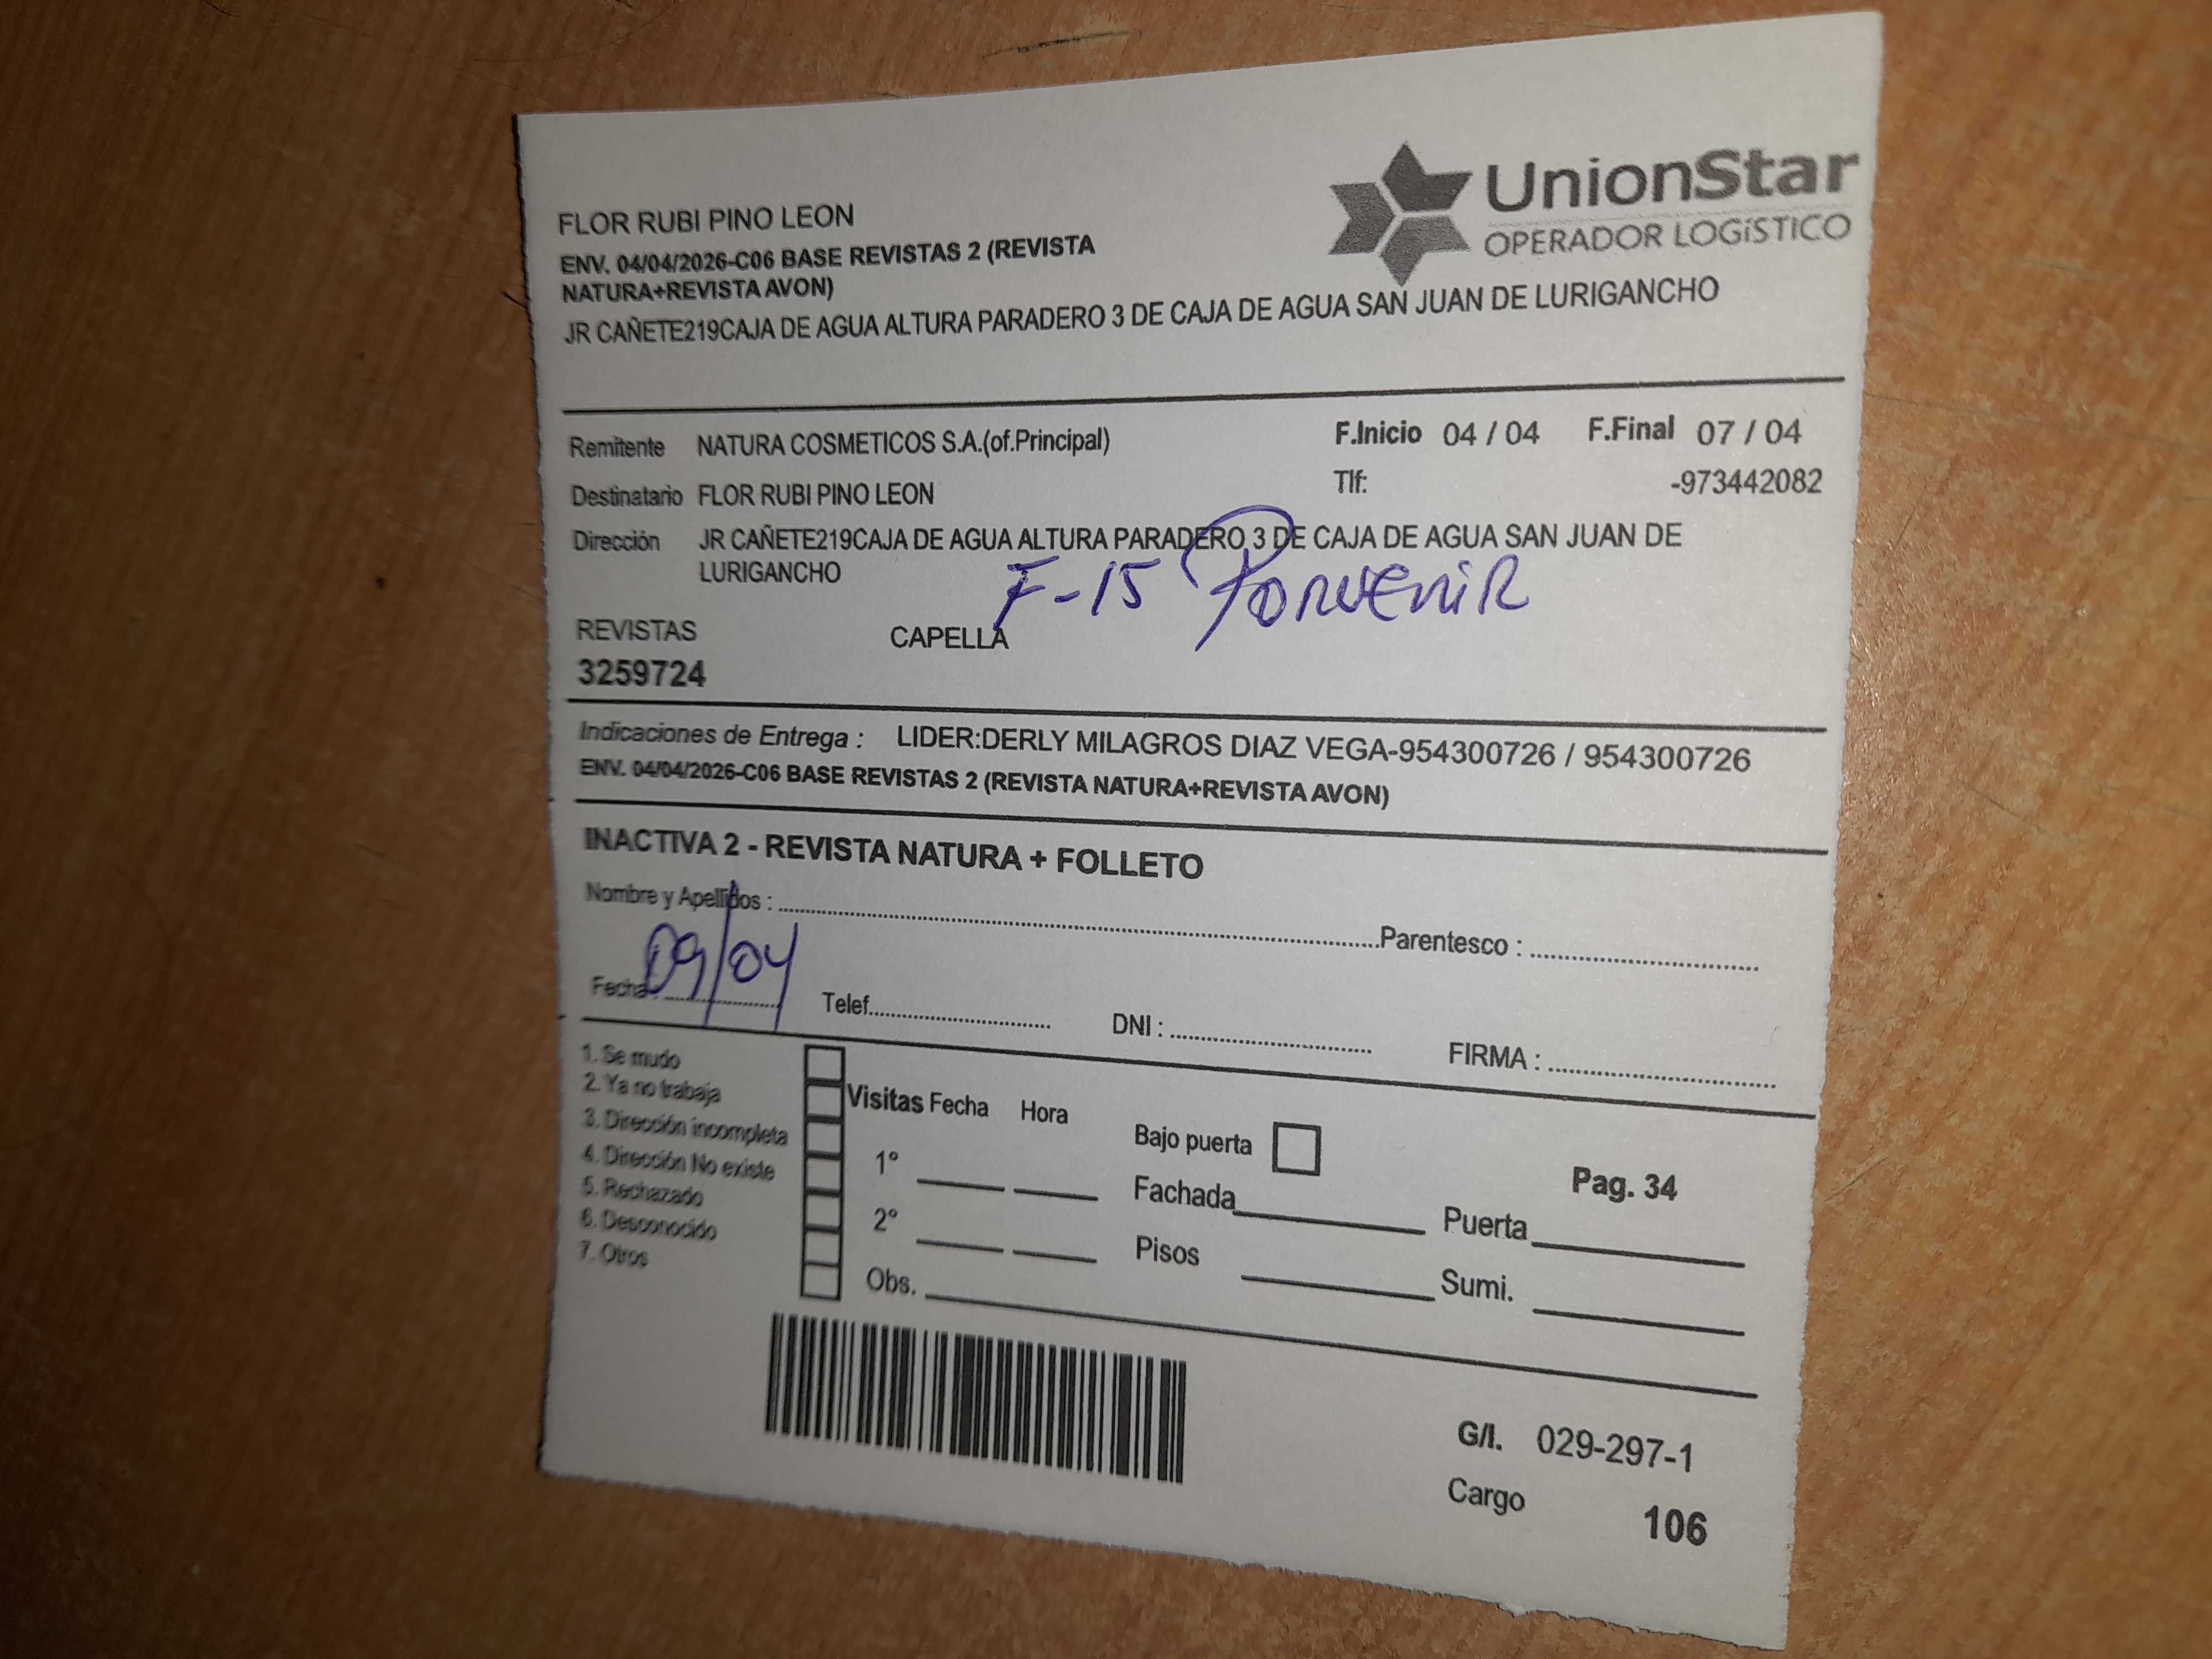 UnionStar
OPERADOR LOGíSTICO
FLOR RUBI PINO LEON
ENV. 04/04/2026-C06 BASE REVISTAS 2 (REVISTA
NATURA+REVISTA AVON)
JR CAÑETE219CAJA DE AGUA ALTURA PARADERO 3 DE CAJA DE AGUA SAN JUAN DE LURIGANCHO
Remitente NATURA COSMETICOS S.A.(of.Principal) F.Inicio 04 / 04 F.Final 07 / 04
Destinatario FLOR RUBI PINO LEON Tlf: -973442082
Dirección JR CAÑETE219CAJA DE AGUA ALTURA PARADERO 3 DE CAJA DE AGUA SAN JUAN DE
LURIGANCHO
F-15 PORVENIR
REVISTAS CAPELLA
3259724
Indicaciones de Entrega : LIDER:DERLY MILAGROS DIAZ VEGA-954300726 / 954300726
ENV. 04/04/2026-C06 BASE REVISTAS 2 (REVISTA NATURA+REVISTA AVON)
INACTIVA 2 - REVISTA NATURA + FOLLETO
Nombre y Apellidos : Parentesco :
Fecha : 09/04 Telef. DNI : FIRMA :
1. Se mudo
2. Ya no trabaja
3. Dirección incompleta
4. Dirección No existe
5. Rechazado
6. Desconocido
7. Otros
Visitas Fecha Hora
1°
2°
Obs.
Bajo puerta
Fachada Puerta
Pisos Sumi.
Pag. 34
G/I. 029-297-1
Cargo 106